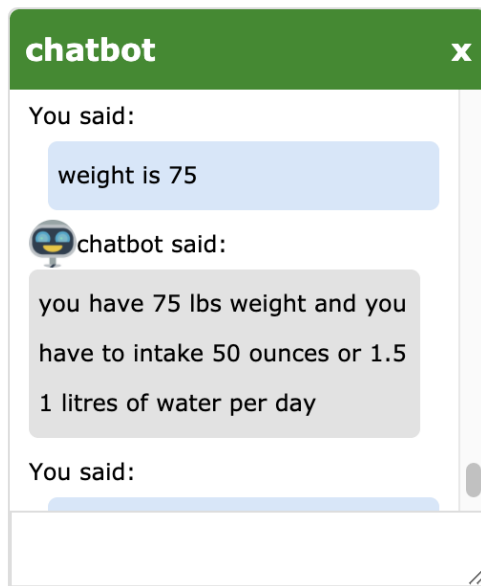 chatbot
x
You said:
weight is 75
chatbot said:
you have 75 lbs weight and you
have to intake 50 ounces or 1.5
1 litres of water per day
You said: